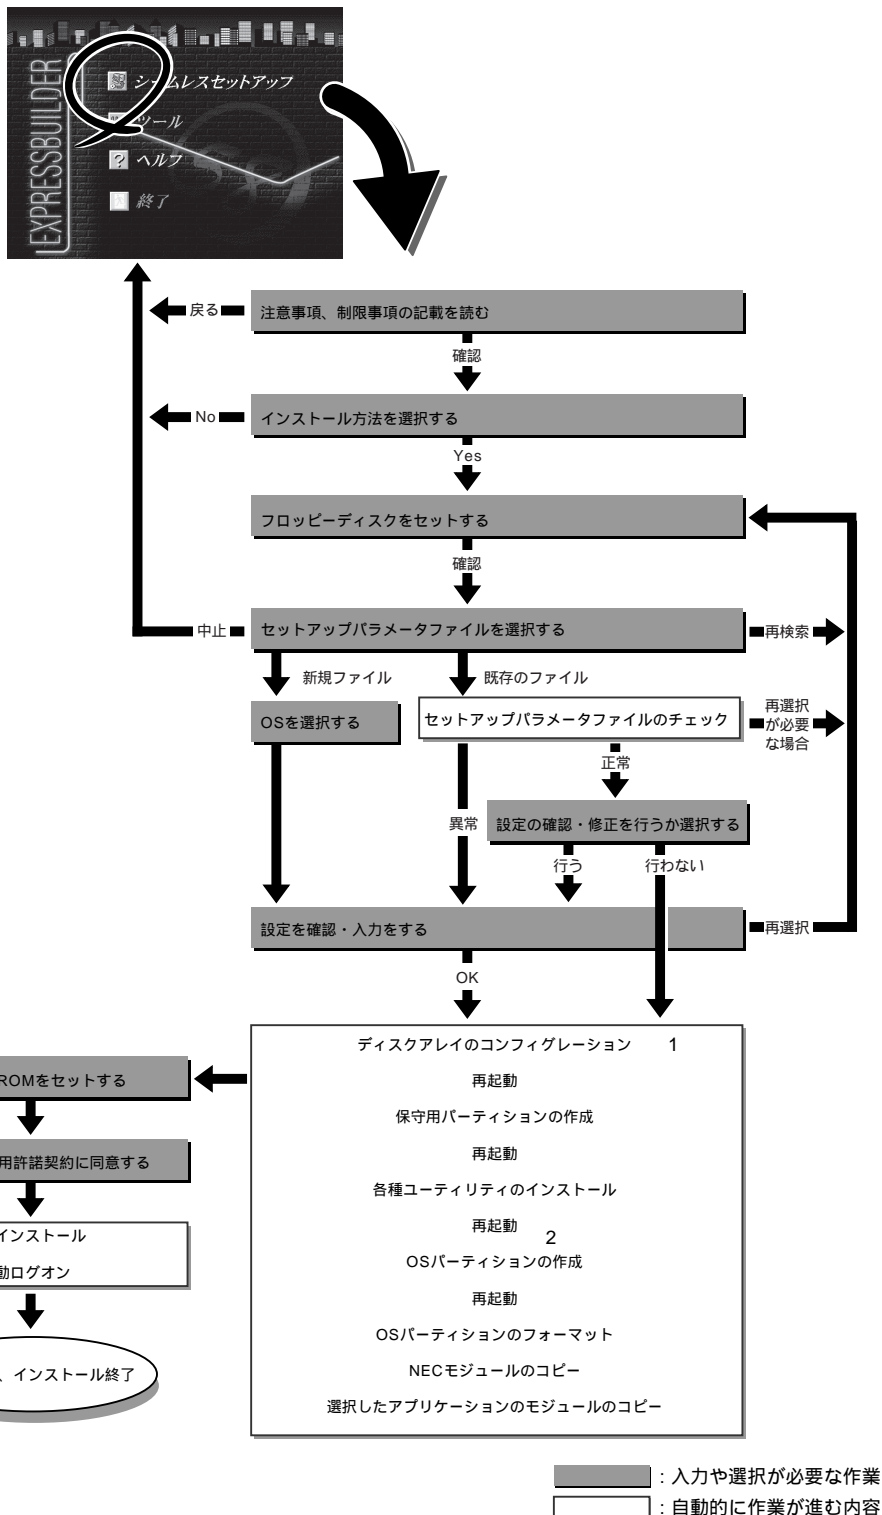 EXPRESSBUILDER
シームレスセットアップ
ツール
ヘルプ
終了
戻る
注意事項、制限事項の記載を読む
確認
No
インストール方法を選択する
Yes
フロッピーディスクをセットする
確認
中止
セットアップパラメータファイルを選択する
再検索
新規ファイル
既存のファイル
OSを選択する
セットアップパラメータファイルのチェック
再選択
が必要
な場合
正常
異常
設定の確認・修正を行うか選択する
行う
行わない
設定を確認・入力をする
再選択
OK
ディスクアレイのコンフィグレーション 1
再起動
保守用パーティションの作成
再起動
各種ユーティリティのインストール
再起動
2
OSパーティションの作成
再起動
OSパーティションのフォーマット
NECモジュールのコピー
選択したアプリケーションのモジュールのコピー
ROMをセットする
用許諾契約に同意する
インストール
動ログオン
、インストール終了
：入力や選択が必要な作業
：自動的に作業が進む内容